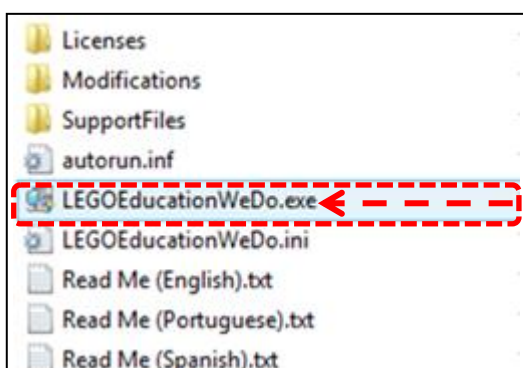 Licenses
Modifications
SupportFiles
autorun.inf
LEGOEducationWeDo.exe
LEGOEducationWeDo.ini
Read Me (English).txt
Read Me (Portuguese).txt
Read Me (Spanish).txt